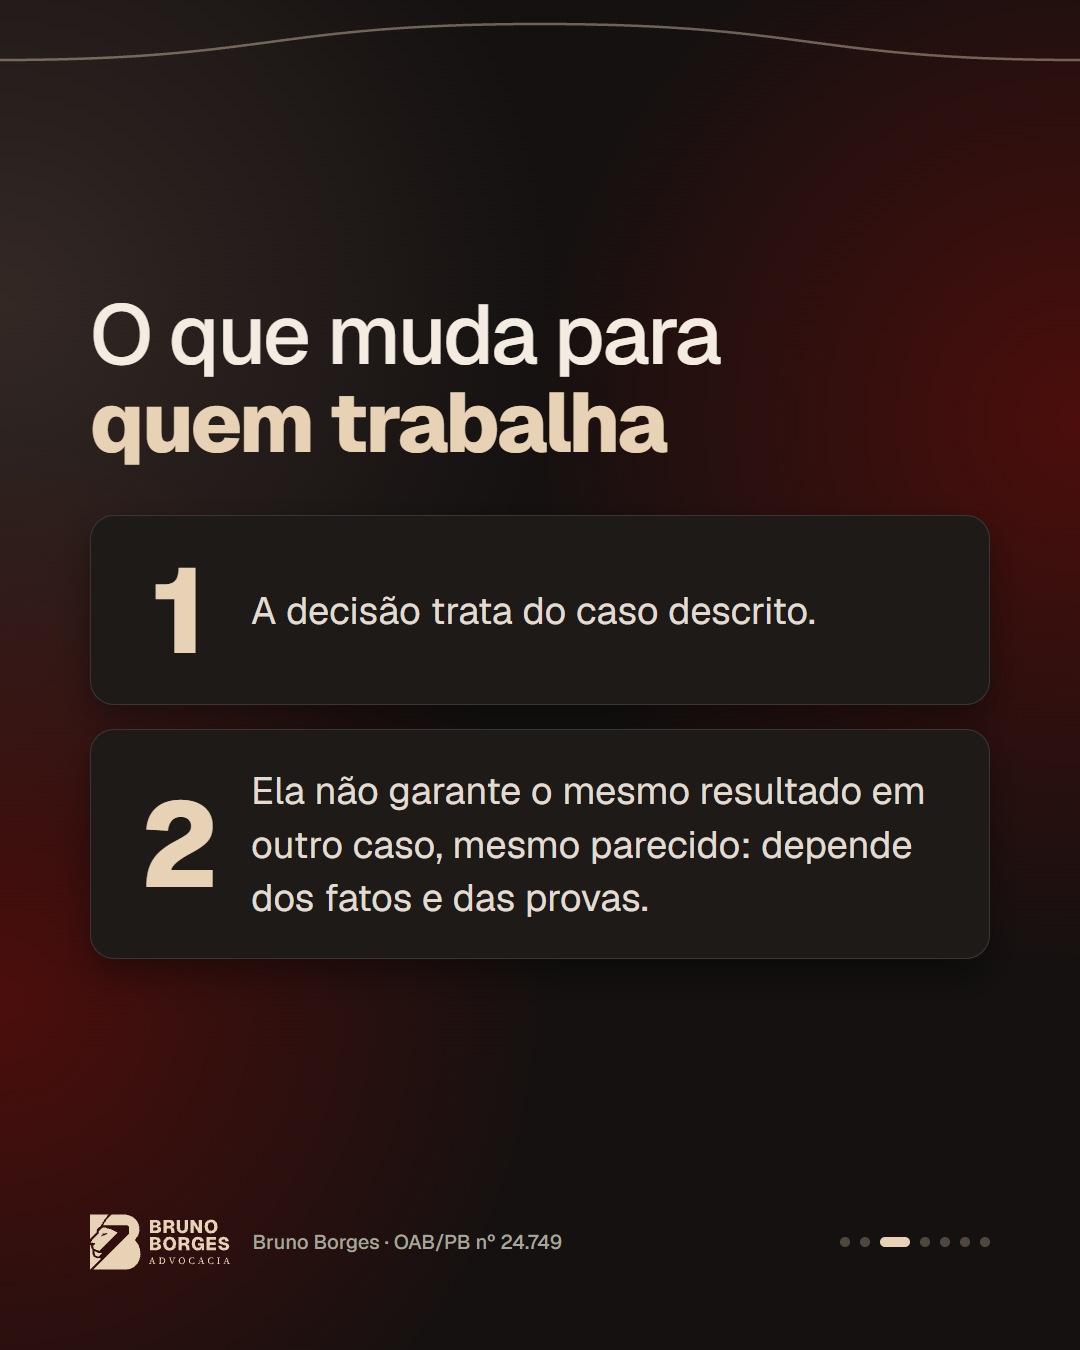 O que muda para
quem trabalha
1
A decisão trata do caso descrito.
2
Ela não garante o mesmo resultado em
outro caso, mesmo parecido: depende
dos fatos e das provas.
BRUNO
BORGES
ADVOCACIA
Bruno Borges · OAB/PB nº 24.749